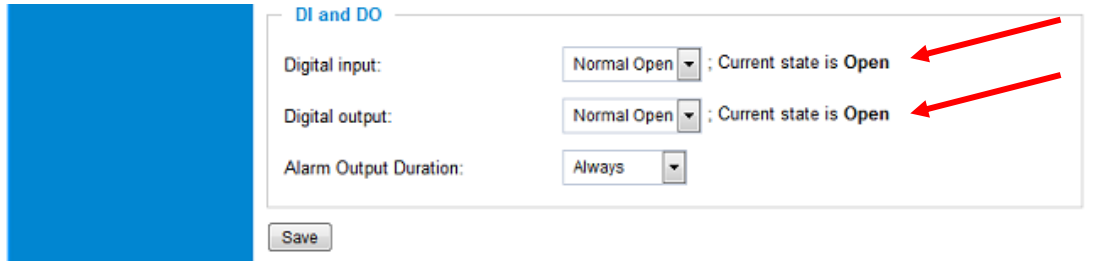 DI and DO
Digital input: Normal Open ; Current state is Open
Digital output: Normal Open ; Current state is Open
Alarm Output Duration: Always
Save